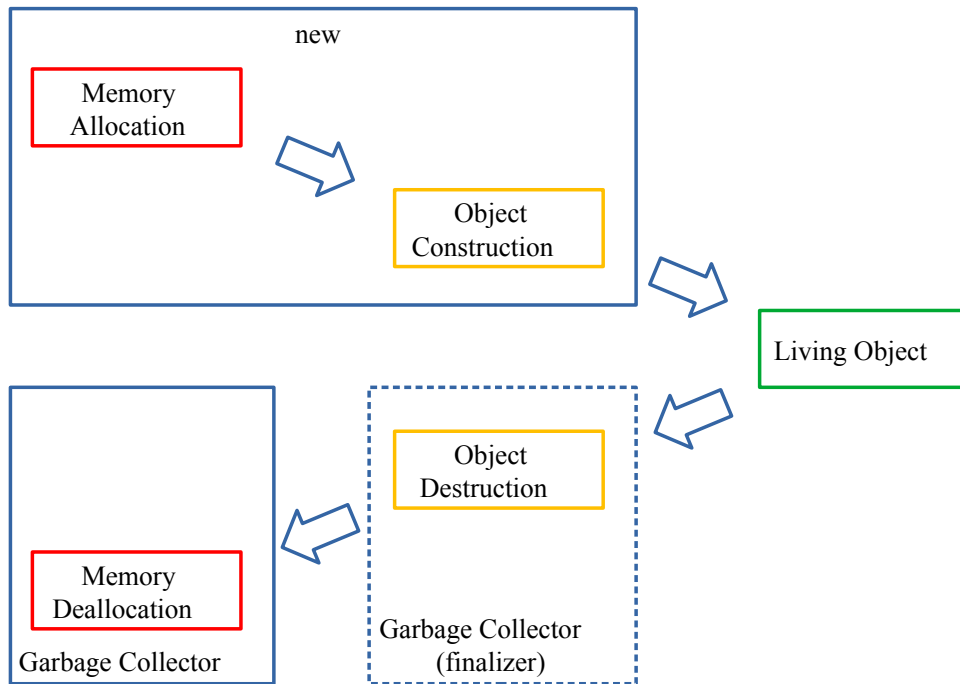 new
Memory
Allocation
Object
Construction
Living Object
Object
Destruction
Garbage Collector
(finalizer)
Memory
Deallocation
Garbage Collector